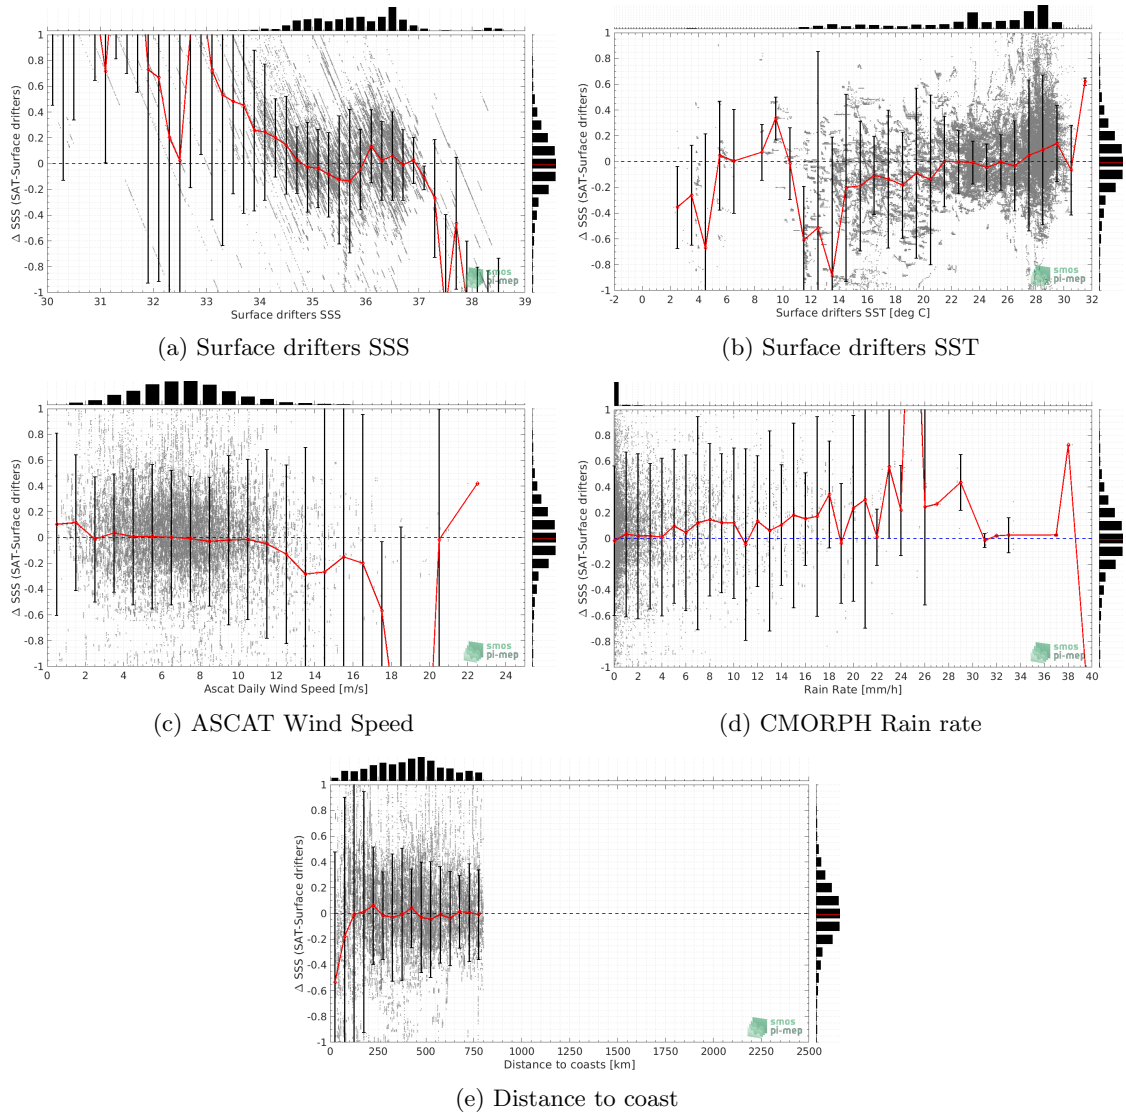 1
0.8
0.6
0.4
0.2
0
-0.2
-0.4
-0.6
-0.8
-1
Δ SSS (SAT-Surface drifters)
30 31 32 33 34 35 36 37 38 39
Surface drifters SSS
smos
pi-mep
(a) Surface drifters SSS
1
0.8
0.6
0.4
0.2
0
-0.2
-0.4
-0.6
-0.8
-1
Δ SSS (SAT-Surface drifters)
-2 0 2 4 6 8 10 12 14 16 18 20 22 24 26 28 30 32
Surface drifters SST [deg C]
smos
pi-mep
(b) Surface drifters SST
1
0.8
0.6
0.4
0.2
0
-0.2
-0.4
-0.6
-0.8
-1
Δ SSS (SAT-Surface drifters)
0 2 4 6 8 10 12 14 16 18 20 22 24
Ascat Daily Wind Speed [m/s]
smos
pi-mep
(c) ASCAT Wind Speed
1
0.8
0.6
0.4
0.2
0
-0.2
-0.4
-0.6
-0.8
-1
Δ SSS (SAT-Surface drifters)
0 2 4 6 8 10 12 14 16 18 20 22 24 26 28 30 32 34 36 38 40
Rain Rate [mm/h]
smos
pi-mep
(d) CMORPH Rain rate
1
0.8
0.6
0.4
0.2
0
-0.2
-0.4
-0.6
-0.8
-1
Δ SSS (SAT-Surface drifters)
0 250 500 750 1000 1250 1500 1750 2000 2250 2500
Distance to coasts [km]
smos
pi-mep
(e) Distance to coast